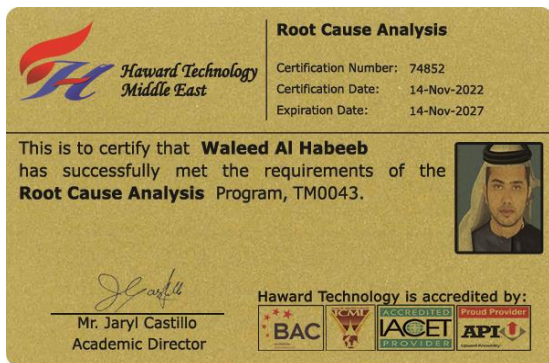 Haward Technology
Middle East
Root Cause Analysis
Certification Number: 74852
Certification Date: 14-Nov-2022
Expiration Date: 14-Nov-2027
This is to certify that Waleed Al Habeeb
has successfully met the requirements of the
Root Cause Analysis Program, TM0043.
Mr. Jaryl Castillo
Academic Director
Haward Technology is accredited by:
BAC
ICML
ACCREDITED
IACET
PROVIDER
Proud Provider
API